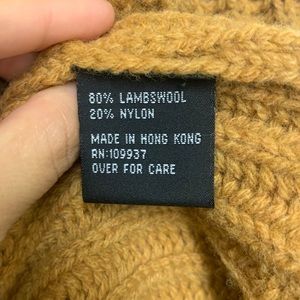 80% LAMBSWOOL
20% NYLON
MADE IN HONG KONG
RN:109937
OVER FOR CARE